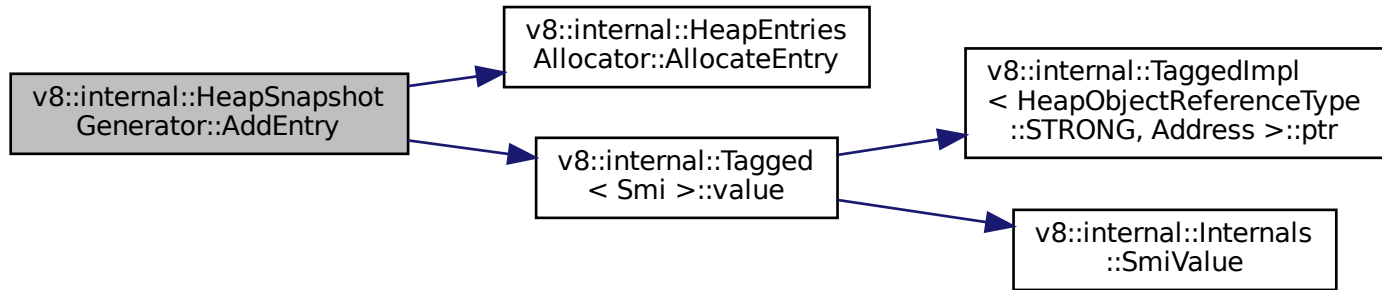 v8::internal::HeapSnapshot
Generator::AddEntry
v8::internal::HeapEntries
Allocator::AllocateEntry
v8::internal::Tagged
< Smi >::value
v8::internal::TaggedImpl
< HeapObjectReferenceType
::STRONG, Address >::ptr
v8::internal::Internals
::SmiValue